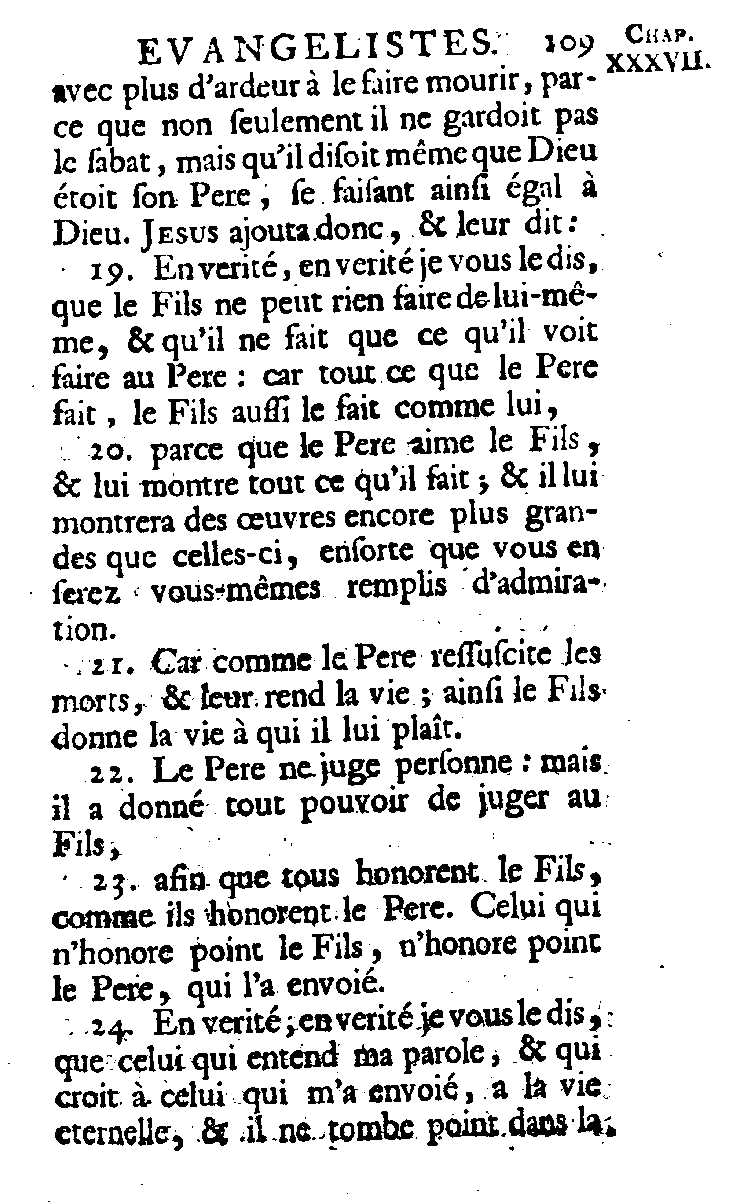 EVANGELISTES. 109 CHAP. XXXVII.
avec plus d'ardeur à le faire mourir, par-
ce que non ſeulement il ne gardoit pas
le ſabat, mais qu'il diſoit même que Dieu
étoit ſon Pere, ſe faiſant ainſi égal à
Dieu. JESUS ajouta donc, & leur dit:
19. En verité, en verité je vous le dis,
que le Fils ne peut rien faire de lui-mê-
me, & qu'il ne fait que ce qu'il voit
faire au Pere : car tout ce que le Pere
fait, le Fils auſſi le fait comme lui,
20. parce que le Pere aime le Fils,
& lui montre tout ce qu'il fait ; & il lui
montrera des œuvres encore plus gran-
des que celles-ci, enſorte que vous en
ſerez vous-mêmes remplis d'admira-
tion.
21. Car comme le Pere reſſuſcite les
morts, & leur rend la vie ; ainſi le Fils
donne la vie à qui il lui plaît.
22. Le Pere ne juge perſonne : mais
il a donné tout pouvoir de juger au
Fils,
23. afin que tous honorent le Fils,
comme ils honorent le Pere. Celui qui
n'honore point le Fils, n'honore point
le Pere, qui l'a envoié.
24. En verité, en verité je vous le dis,
que celui qui entend ma parole, & qui
croit à celui qui m'a envoié, a la vie
eternelle, & il ne tombe point dans la